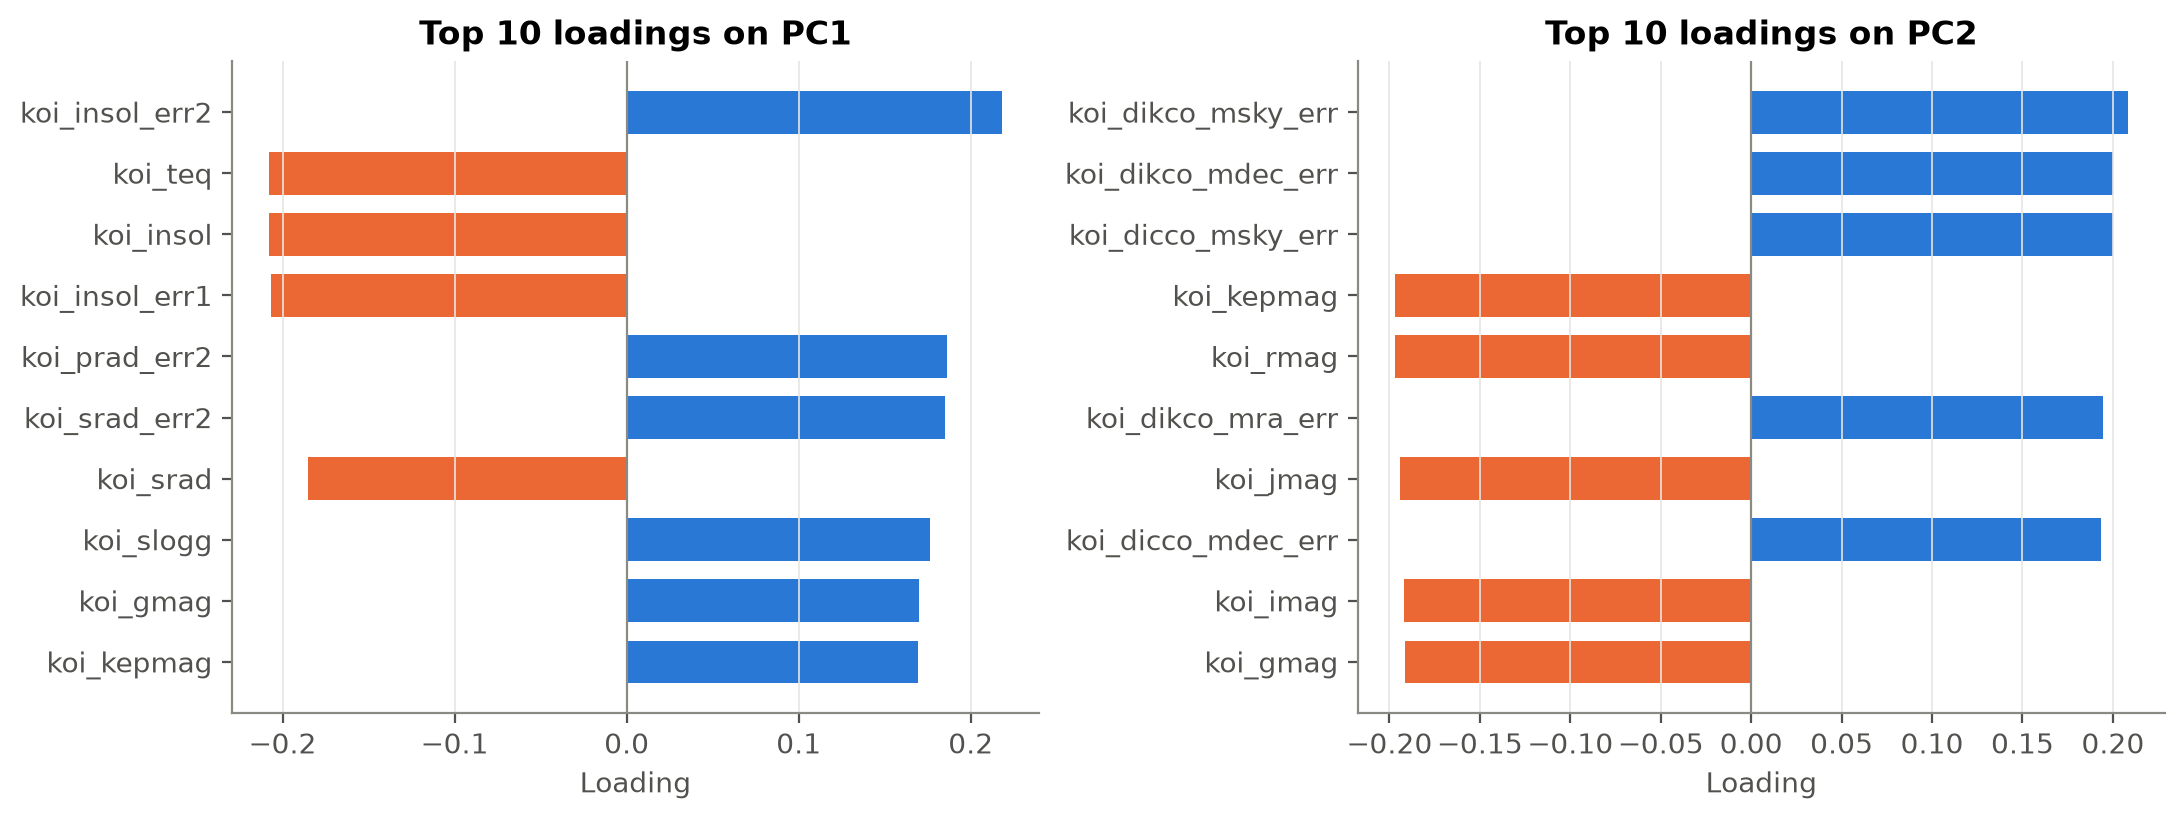 Top 10 loadings on PC1
koi_insol_err2
koi_teq
koi_insol
koi_insol_err1
koi_prad_err2
koi_srad_err2
koi_srad
koi_slogg
koi_gmag
koi_kepmag
−0.2 −0.1 0.0 0.1 0.2
Loading
Top 10 loadings on PC2
koi_dikco_msky_err
koi_dikco_mdec_err
koi_dicco_msky_err
koi_kepmag
koi_rmag
koi_dikco_mra_err
koi_jmag
koi_dicco_mdec_err
koi_imag
koi_gmag
−0.20 −0.15 −0.10 −0.05 0.00 0.05 0.10 0.15 0.20
Loading